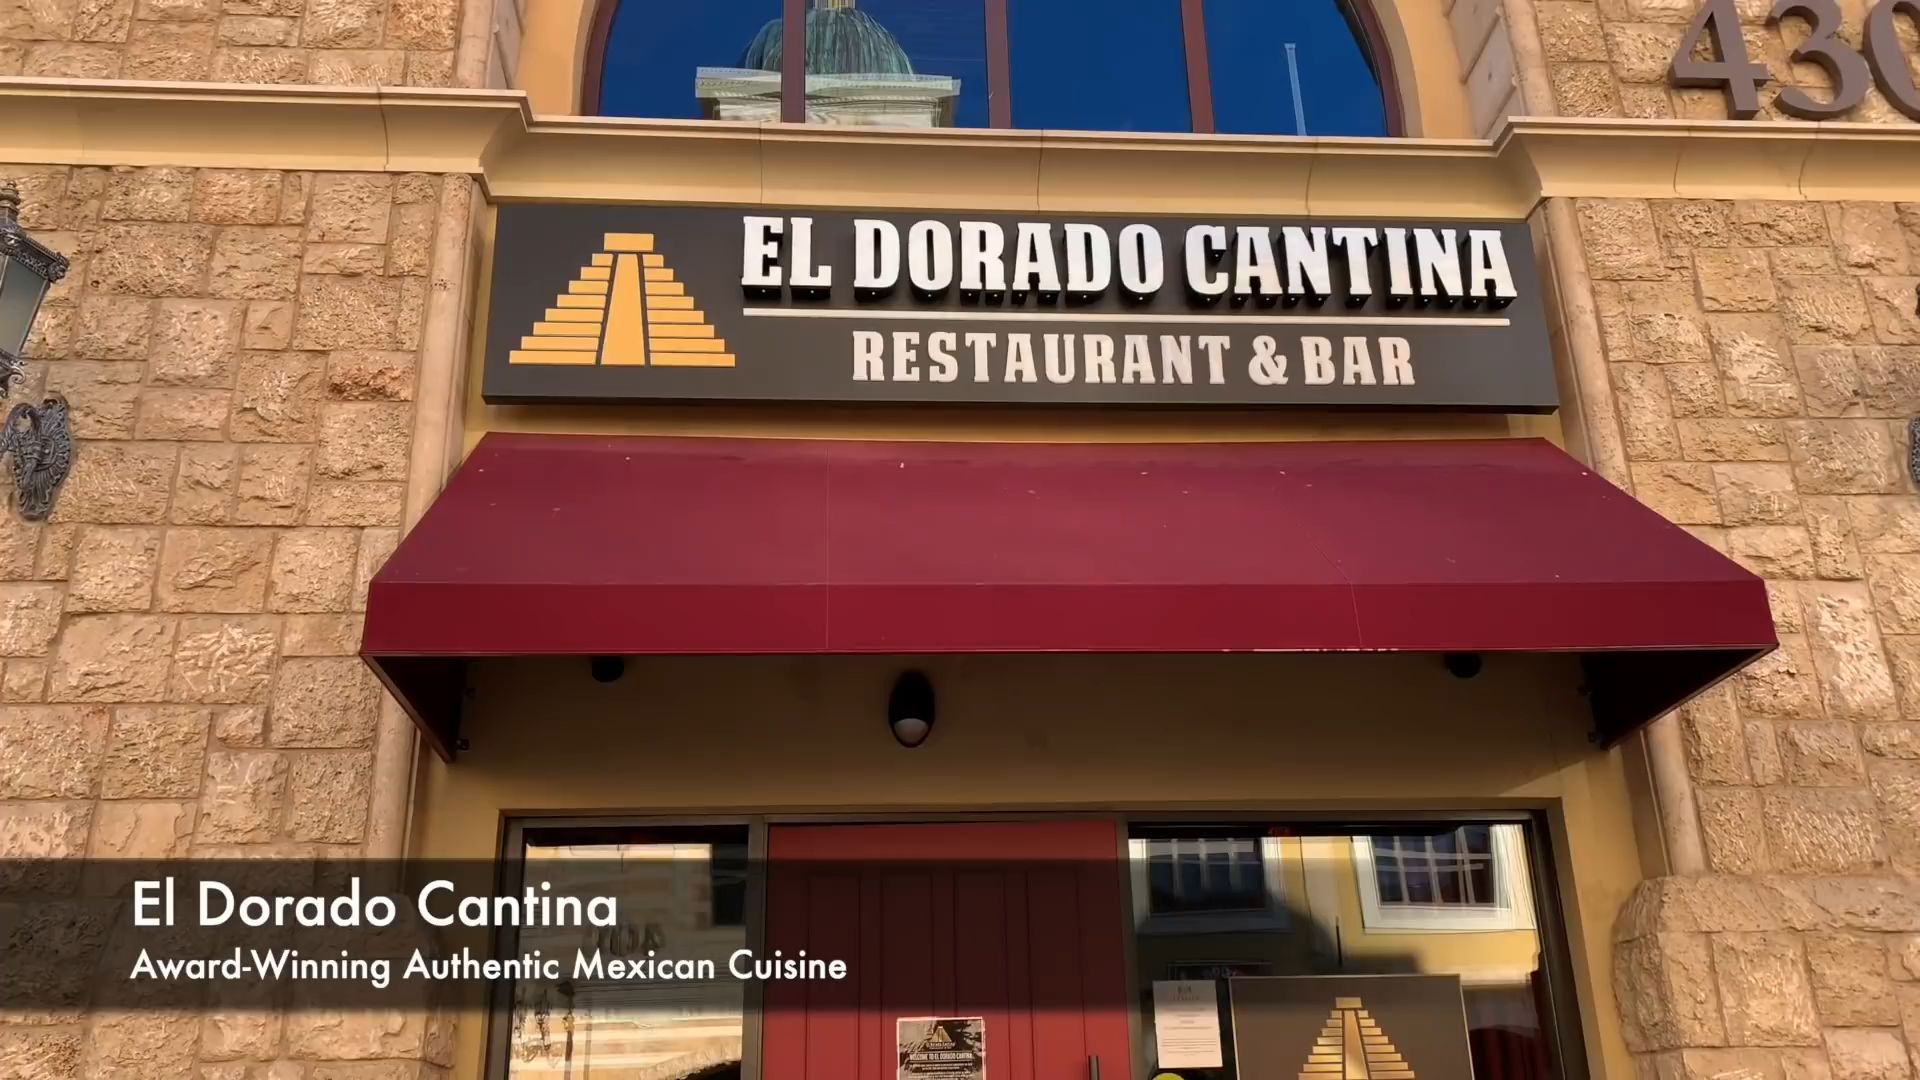 430
EL DORADO CANTINA
RESTAURANT & BAR
El Dorado Cantina
Award-Winning Authentic Mexican Cuisine
WELCOME TO EL DORADO CANTINA